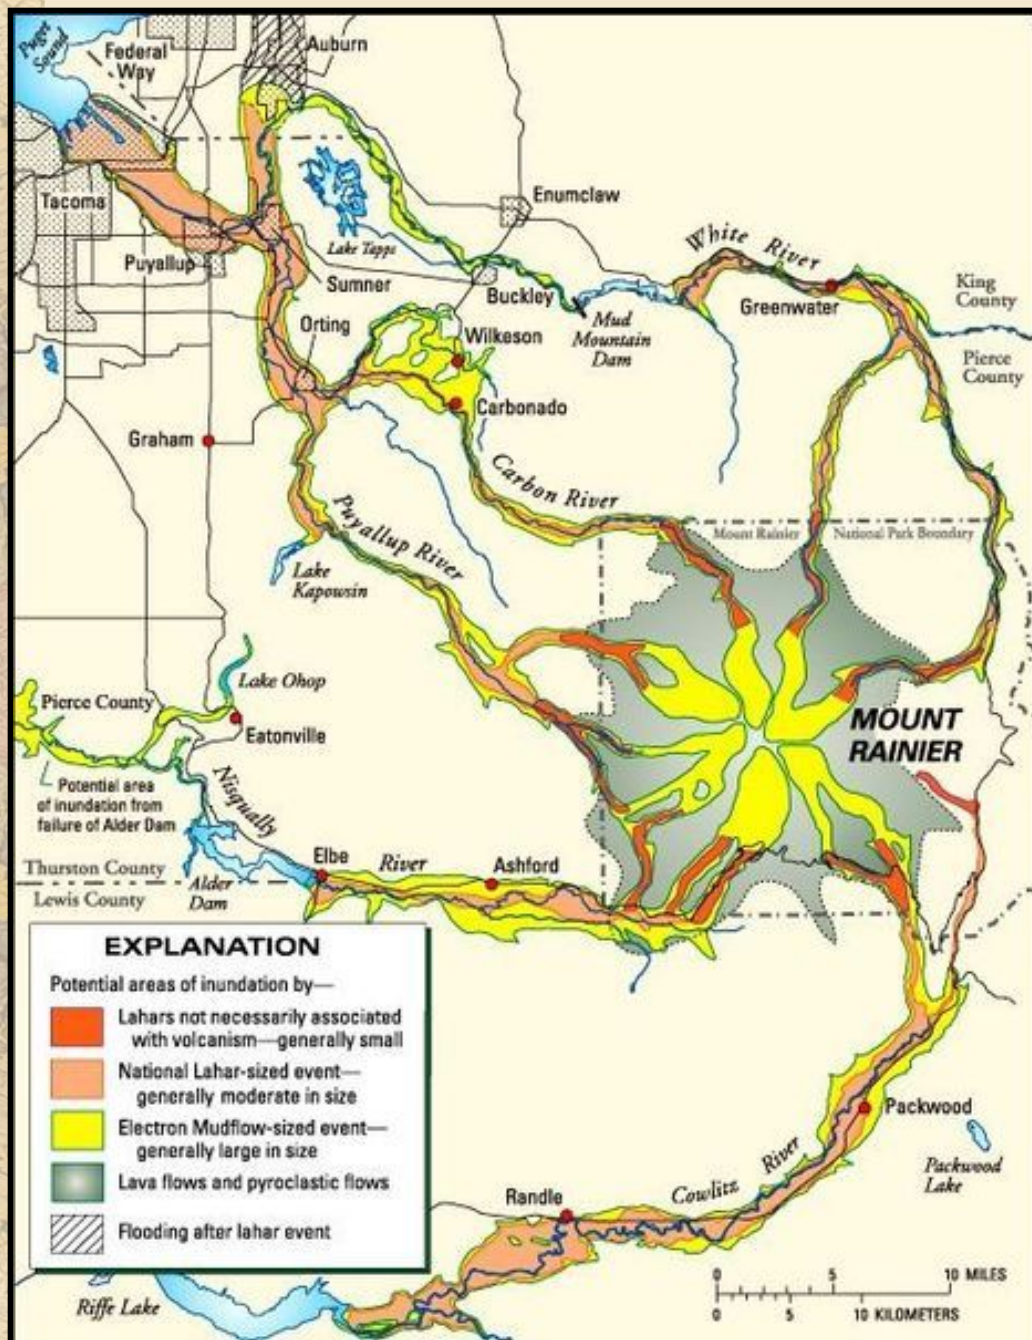 Puget
Sound
Federal
Way
Auburn
Tacoma
Enumclaw
Lake Tapps
White River
King
County
Puyallup
Sumner
Buckley
Greenwater
Orting
Wilkeson
Mud
Mountain
Dam
Pierce
County
Carbonado
Graham
Carbon River
Puyallup River
Mount Rainier
National Park Boundary
Lake
Kapowsin
Lake Ohop
Pierce County
Eatonville
MOUNT
RAINIER
Potential area
of inundation from
failure of Alder Dam
Nisqually
River
Elbe
Ashford
Thurston County
Lewis County
Alder
Dam
EXPLANATION
Potential areas of inundation by—
Lahars not necessarily associated
with volcanism—generally small
National Lahar-sized event—
generally moderate in size
Electron Mudflow-sized event—
generally large in size
Lava flows and pyroclastic flows
Flooding after lahar event
Packwood
Packwood
Lake
Cowlitz River
Randle
Riffe Lake
0 5 10 MILES
0 5 10 KILOMETERS